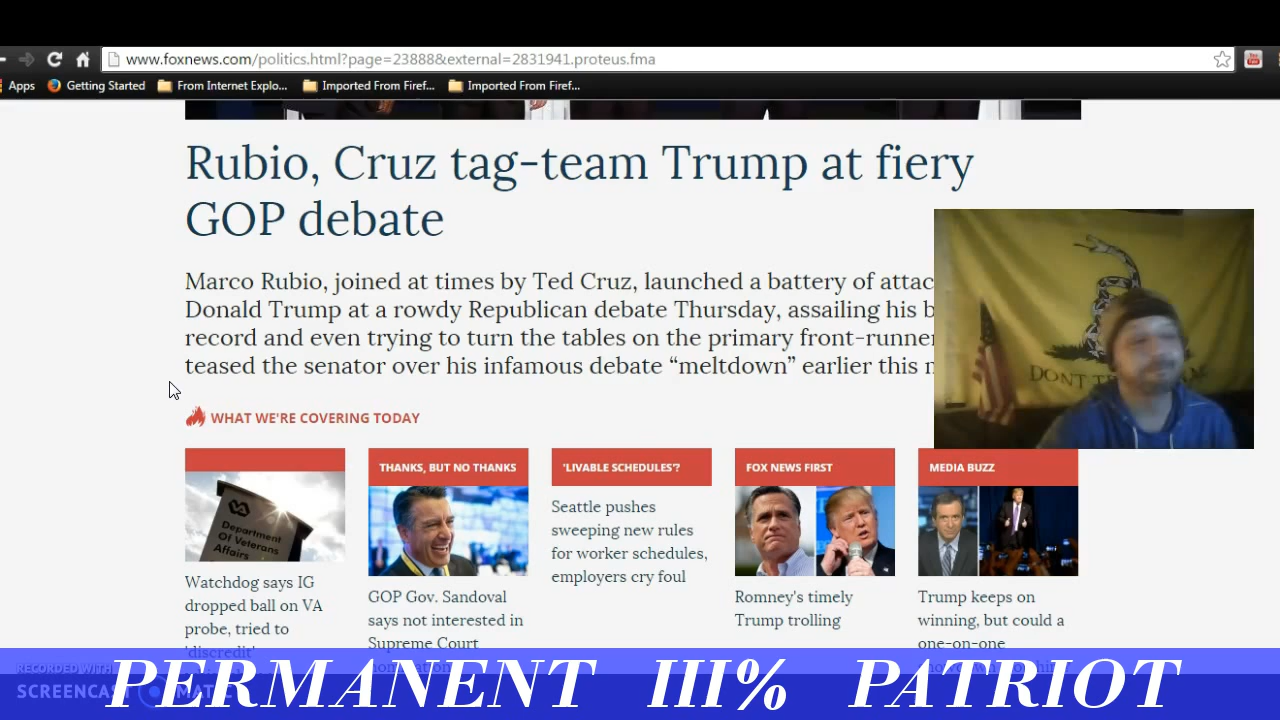 www.foxnews.com/politics.html?page=23888&external=2831941.proteus.fma
Apps Getting Started From Internet Explo... Imported From Firef... Imported From Firef...
Rubio, Cruz tag-team Trump at fiery
GOP debate
Marco Rubio, joined at times by Ted Cruz, launched a battery of attac
Donald Trump at a rowdy Republican debate Thursday, assailing his b
record and even trying to turn the tables on the primary front-runner
teased the senator over his infamous debate “meltdown” earlier this m
DONT
WHAT WE'RE COVERING TODAY
THANKS, BUT NO THANKS
'LIVABLE SCHEDULES'?
FOX NEWS FIRST
MEDIA BUZZ
Department
Of Veterans
Affairs
Watchdog says IG
dropped ball on VA
probe, tried to
'discredit'
GOP Gov. Sandoval
says not interested in
Supreme Court
Seattle pushes
sweeping new rules
for worker schedules,
employers cry foul
Romney's timely
Trump trolling
Trump keeps on
winning, but could a
one-on-one
RECORDED WITH
SCREENCAST MATIC
PERMANENT III% PATRIOT